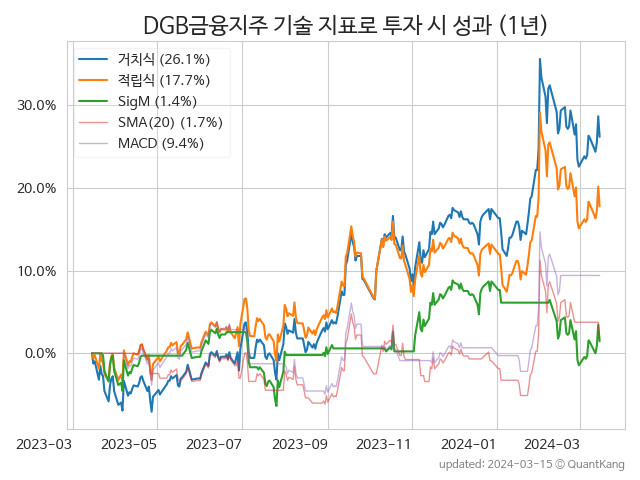 DGB금융지주 기술 지표로 투자 시 성과 (1년)
거치식 (26.1%)
적립식 (17.7%)
SigM (1.4%)
SMA(20) (1.7%)
MACD (9.4%)
30.0%
20.0%
10.0%
0.0%
2023-03 2023-05 2023-07 2023-09 2023-11 2024-01 2024-03
updated: 2024-03-15 © QuantKang